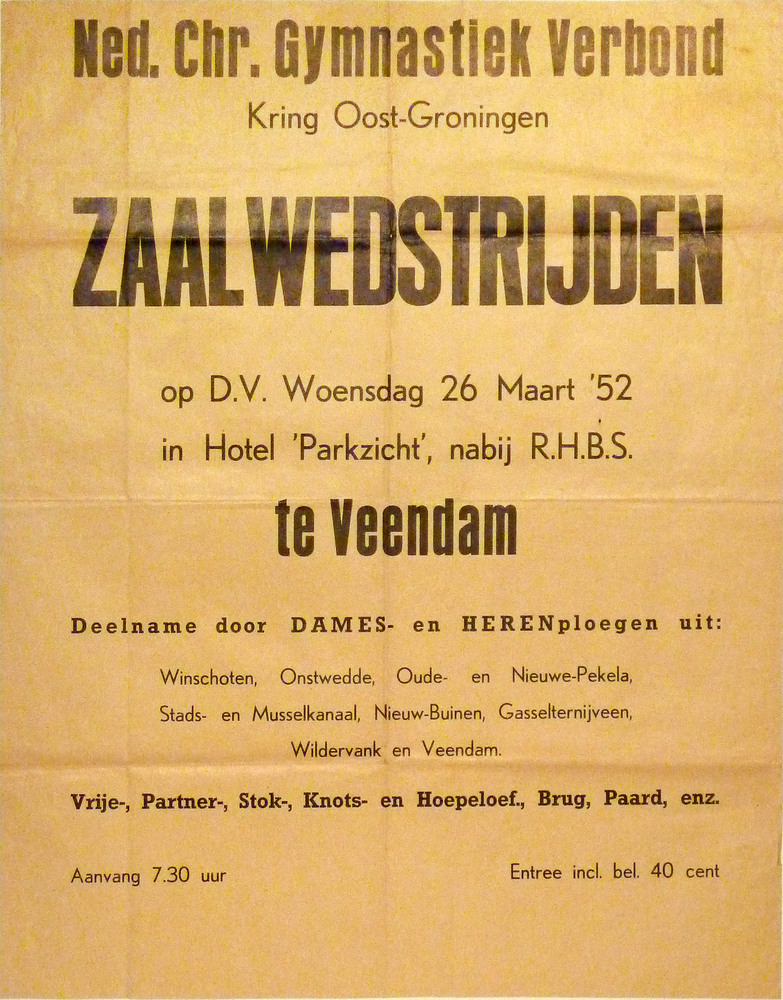 Ned. Chr. Gymnastiek Verbond
Kring Oost-Groningen
ZAALWEDSTRIJDEN
op D.V. Woensdag 26 Maart '52
in Hotel 'Parkzicht', nabij R.H.B.S.
te Veendam
Deelname door DAMES- en HERENploegen uit:
Winschoten, Onstwedde, Oude- en Nieuwe-Pekela,
Stads- en Musselkanaal, Nieuw-Buinen, Gasselternijveen,
Wildervank en Veendam.
Vrije-, Partner-, Stok-, Knots- en Hoepeloef., Brug, Paard, enz.
Aanvang 7.30 uur
Entree incl. bel. 40 cent